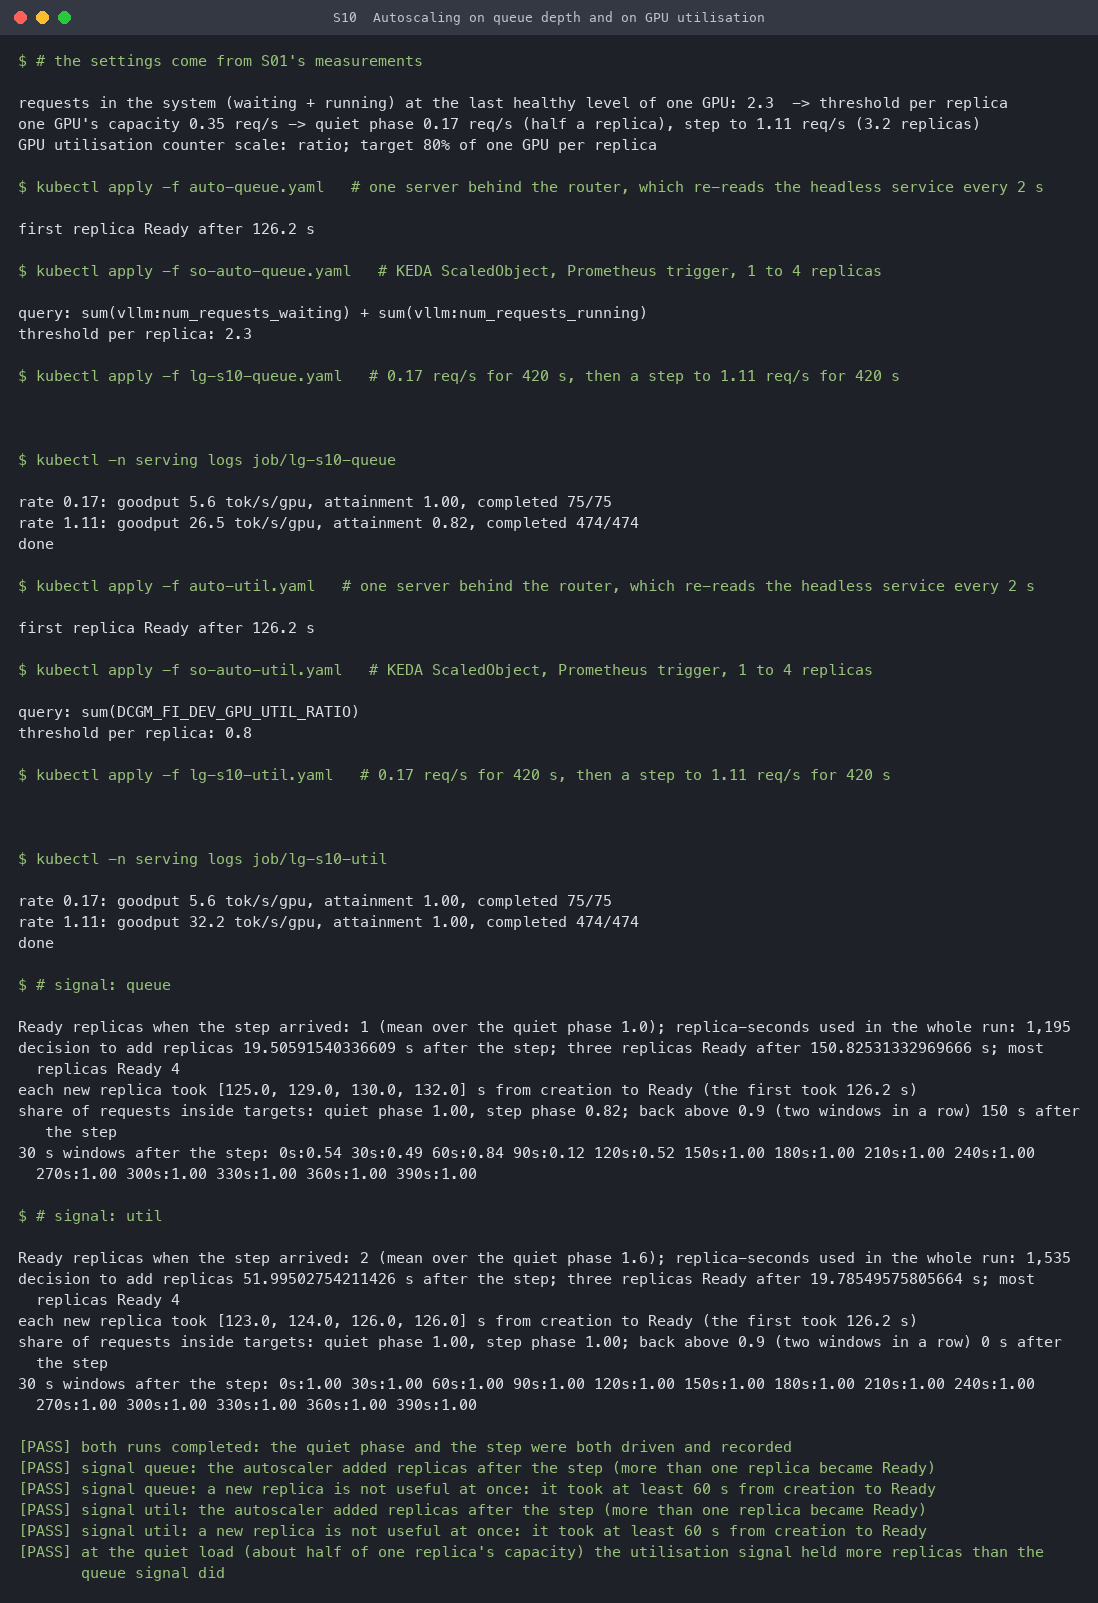 S10  Autoscaling on queue depth and on GPU utilisation
$ # the settings come from S01's measurements
requests in the system (waiting + running) at the last healthy level of one GPU: 2.3  —> threshold per replica
one GPU's capacity 0.35 req/s —> quiet phase 0.17 req/s (half a replica), step to 1.11 req/s (3.2 replicas)
GPU utilisation counter scale: ratio; target 80% of one GPU per replica
$ kubectl apply -f auto-queue.yaml   # one server behind the router, which re-reads the headless service every 2 s
first replica Ready after 126.2 s
$ kubectl apply -f so-auto-queue.yaml   # KEDA ScaledObject, Prometheus trigger, 1 to 4 replicas
query: sum(vllm:num_requests_waiting) + sum(vllm:num_requests_running)
threshold per replica: 2.3
$ kubectl apply -f lg-s10-queue.yaml   # 0.17 req/s for 420 s, then a step to 1.11 req/s for 420 s
$ kubectl -n serving logs job/lg-s10-queue
rate 0.17: goodput 5.6 tok/s/gpu, attainment 1.00, completed 75/75
rate 1.11: goodput 26.5 tok/s/gpu, attainment 0.82, completed 474/474
done
$ kubectl apply -f auto-util.yaml   # one server behind the router, which re-reads the headless service every 2 s
first replica Ready after 126.2 s
$ kubectl apply -f so-auto-util.yaml   # KEDA ScaledObject, Prometheus trigger, 1 to 4 replicas
query: sum(DCGM_FI_DEV_GPU_UTIL_RATIO)
threshold per replica: 0.8
$ kubectl apply -f lg-s10-util.yaml   # 0.17 req/s for 420 s, then a step to 1.11 req/s for 420 s
$ kubectl -n serving logs job/lg-s10-util
rate 0.17: goodput 5.6 tok/s/gpu, attainment 1.00, completed 75/75
rate 1.11: goodput 32.2 tok/s/gpu, attainment 1.00, completed 474/474
done
$ # signal: queue
Ready replicas when the step arrived: 1 (mean over the quiet phase 1.0); replica-seconds used in the whole run: 1,195
decision to add replicas 19.50591540336609 s after the step; three replicas Ready after 150.82531332969666 s; most
replicas Ready 4
each new replica took [125.0, 129.0, 130.0, 132.0] s from creation to Ready (the first took 126.2 s)
share of requests inside targets: quiet phase 1.00, step phase 0.82; back above 0.9 (two windows in a row) 150 s after
the step
30 s windows after the step: 0s:0.54 30s:0.49 60s:0.84 90s:0.12 120s:0.52 150s:1.00 180s:1.00 210s:1.00 240s:1.00
270s:1.00 300s:1.00 330s:1.00 360s:1.00 390s:1.00
$ # signal: util
Ready replicas when the step arrived: 2 (mean over the quiet phase 1.6); replica-seconds used in the whole run: 1,535
decision to add replicas 51.99502754211426 s after the step; three replicas Ready after 19.78549575805664 s; most
replicas Ready 4
each new replica took [123.0, 124.0, 126.0, 126.0] s from creation to Ready (the first took 126.2 s)
share of requests inside targets: quiet phase 1.00, step phase 1.00; back above 0.9 (two windows in a row) 0 s after
the step
30 s windows after the step: 0s:1.00 30s:1.00 60s:1.00 90s:1.00 120s:1.00 150s:1.00 180s:1.00 210s:1.00 240s:1.00
270s:1.00 300s:1.00 330s:1.00 360s:1.00 390s:1.00
[PASS] both runs completed: the quiet phase and the step were both driven and recorded
[PASS] signal queue: the autoscaler added replicas after the step (more than one replica became Ready)
[PASS] signal queue: a new replica is not useful at once: it took at least 60 s from creation to Ready
[PASS] signal util: the autoscaler added replicas after the step (more than one replica became Ready)
[PASS] signal util: a new replica is not useful at once: it took at least 60 s from creation to Ready
[PASS] at the quiet load (about half of one replica's capacity) the utilisation signal held more replicas than the
queue signal did